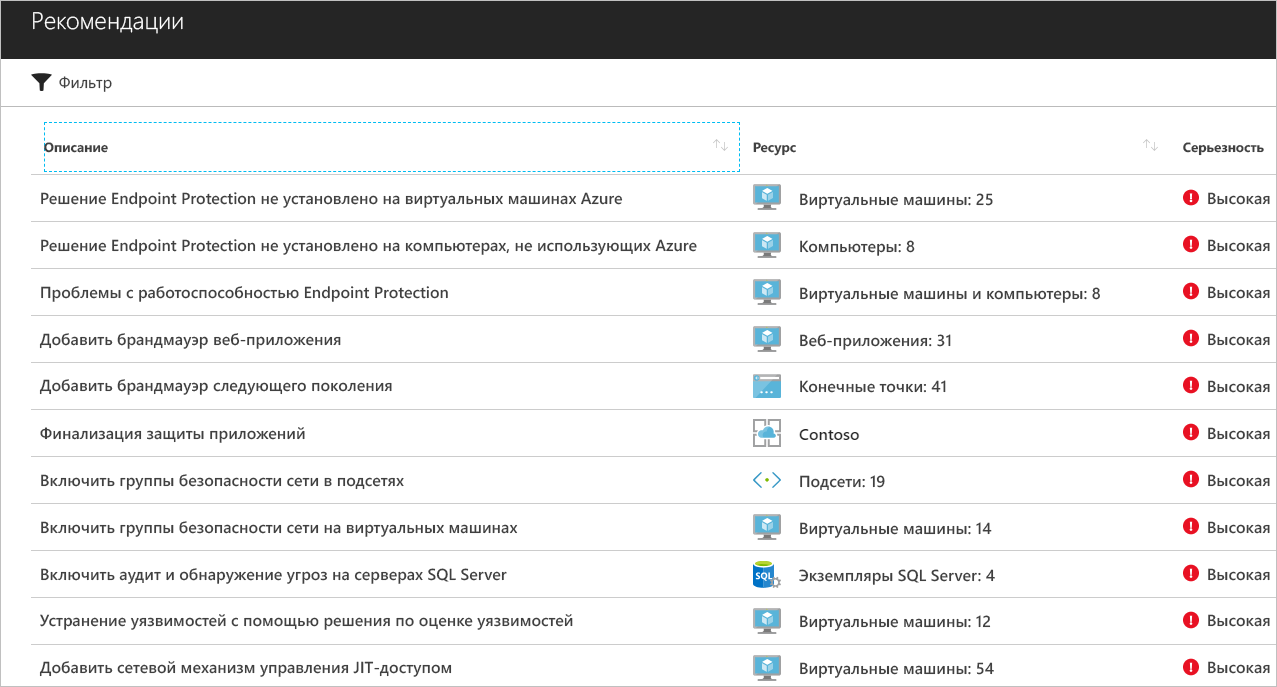 Рекомендации
Фильтр
Описание Ресурс Серьезность
Решение Endpoint Protection не установлено на виртуальных машинах Azure Виртуальные машины: 25 Высокая
Решение Endpoint Protection не установлено на компьютерах, не использующих Azure Компьютеры: 8 Высокая
Проблемы с работоспособностью Endpoint Protection Виртуальные машины и компьютеры: 8 Высокая
Добавить брандмауэр веб-приложения Веб-приложения: 31 Высокая
Добавить брандмауэр следующего поколения Конечные точки: 41 Высокая
Финализация защиты приложений Contoso Высокая
Включить группы безопасности сети в подсетях Подсети: 19 Высокая
Включить группы безопасности сети на виртуальных машинах Виртуальные машины: 14 Высокая
Включить аудит и обнаружение угроз на серверах SQL Server SQL Экземпляры SQL Server: 4 Высокая
Устранение уязвимостей с помощью решения по оценке уязвимостей Виртуальные машины: 12 Высокая
Добавить сетевой механизм управления JIT-доступом Виртуальные машины: 54 Высокая